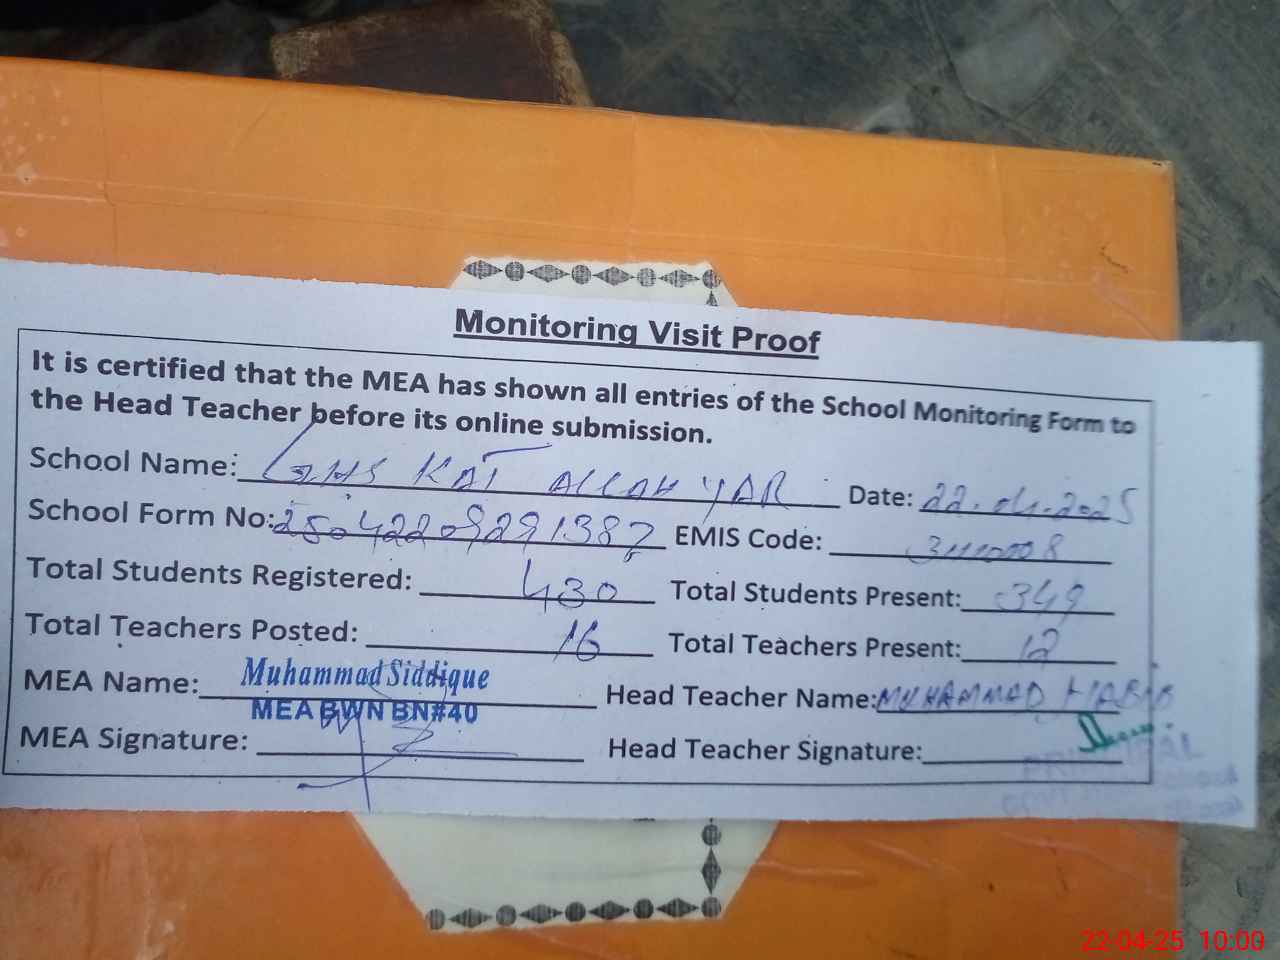 Monitoring Visit Proof
It is certified that the MEA has shown all entries of the School Monitoring Form to
the Head Teacher before its online submission.
School Name: GHS KAT ALLAH YAR Date: 22.04.2025
School Form No: EMIS Code:
Total Students Registered: 430 Total Students Present: 349
Total Teachers Posted: 16 Total Teachers Present: 12
MEA Name: Muhammad Siddique Head Teacher Name: MUHAMMAD
MEA BWN BN#40
MEA Signature: Head Teacher Signature:
PRINCIPAL
22-04-25 10:00